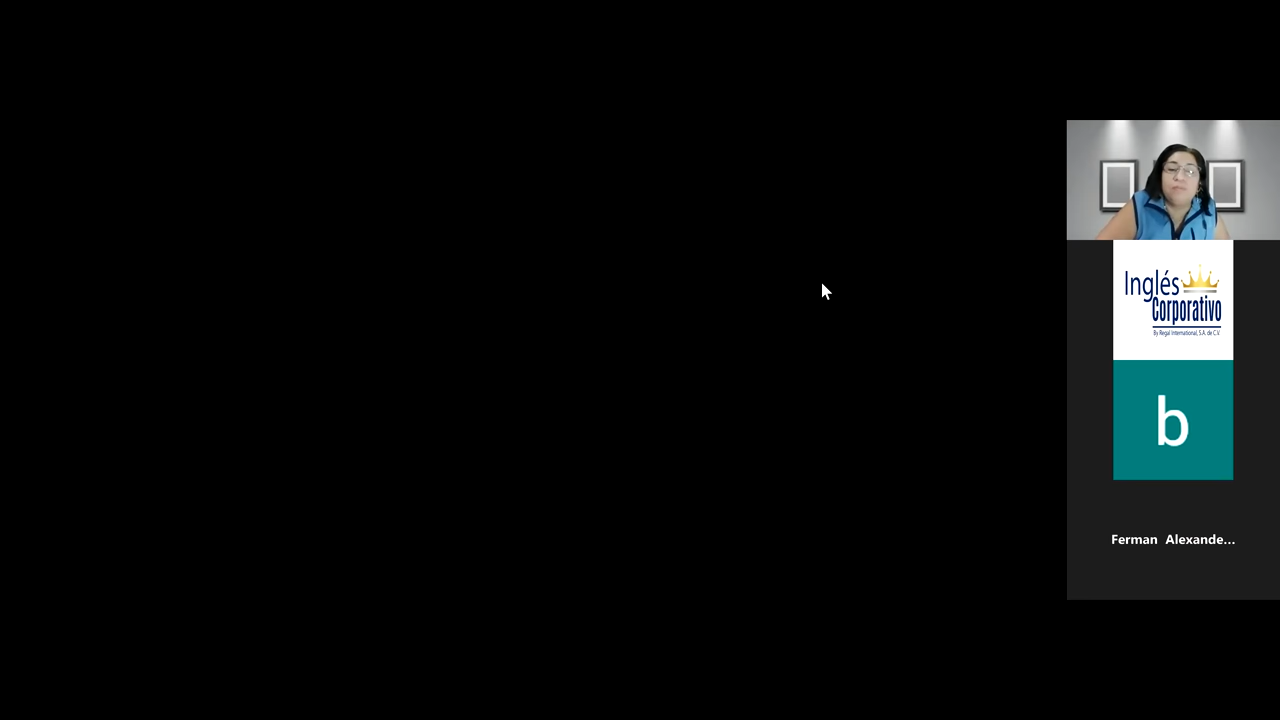 Inglés
Corporativo
By Regal International, S.A. de C.V.
b
Ferman Alexande...